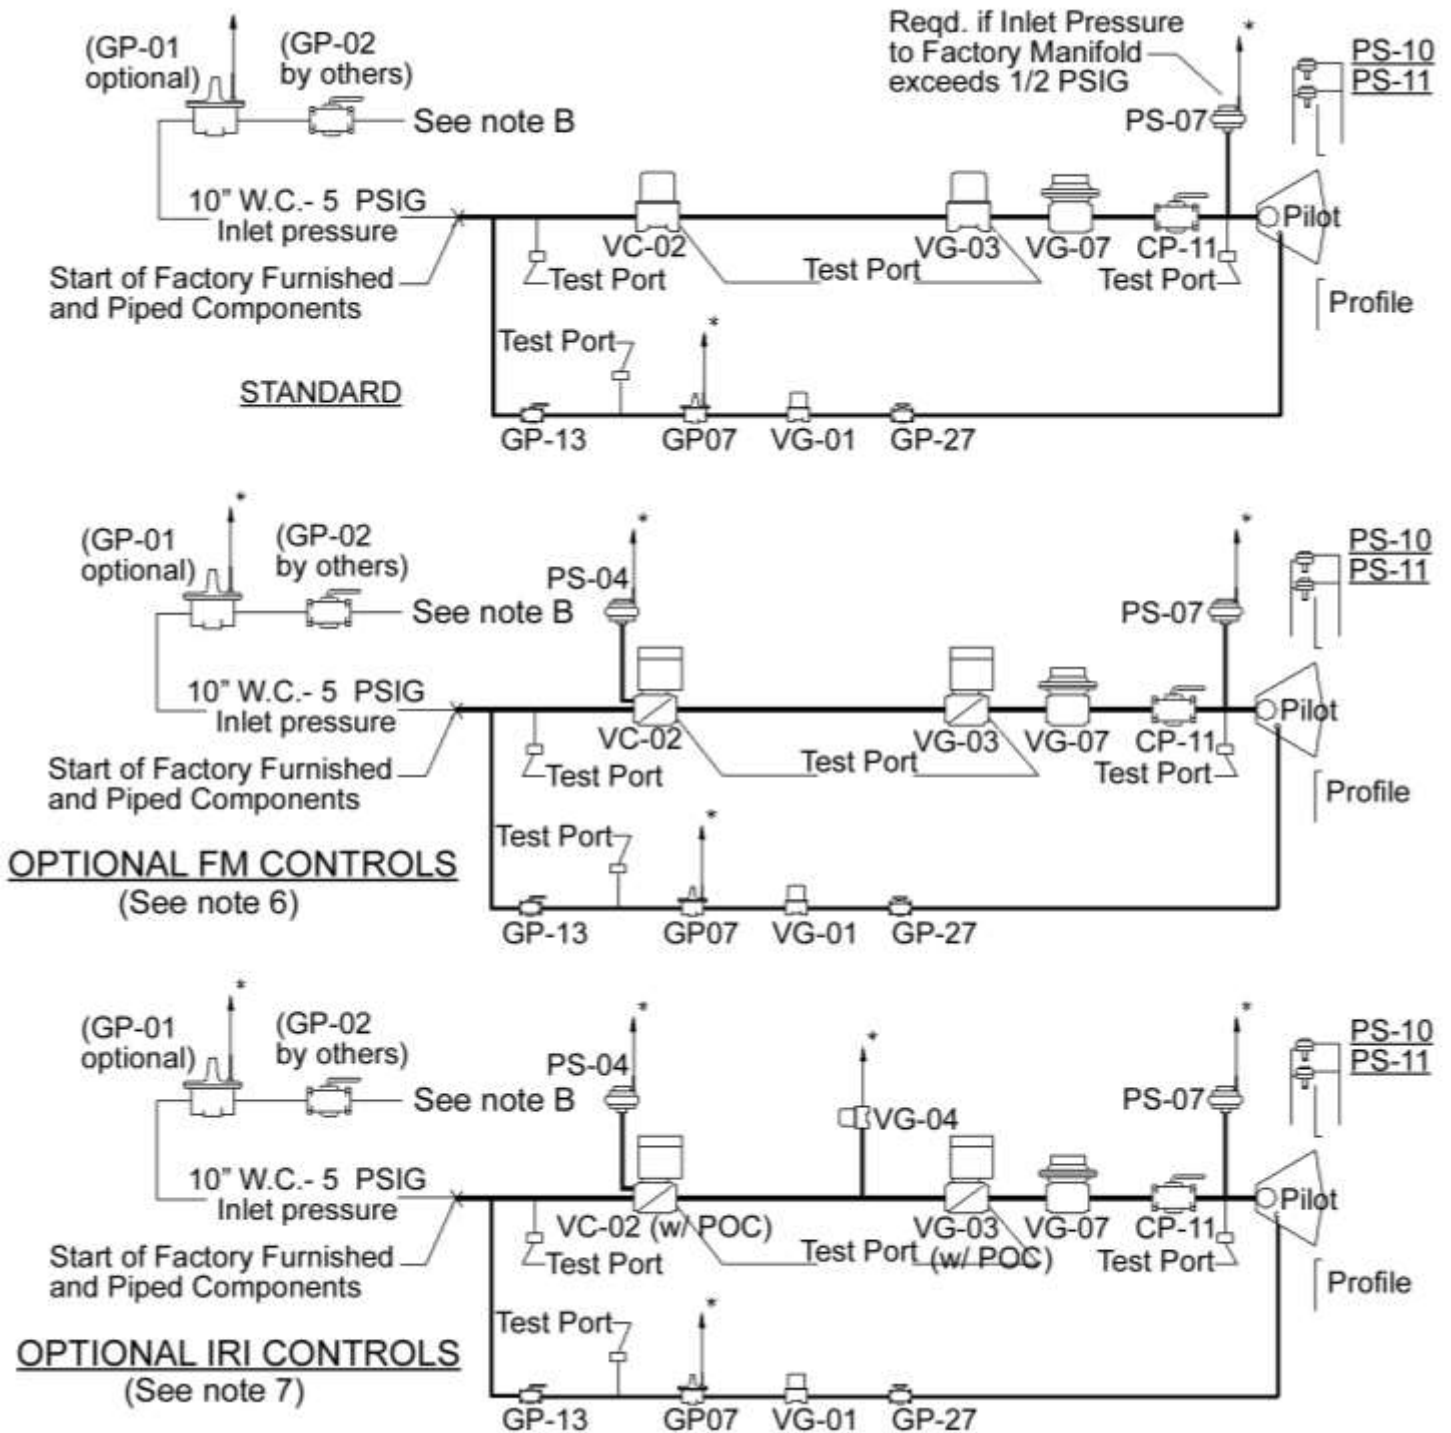 (GP-01
optional)
(GP-02
by others)
See note B
Reqd. if Inlet Pressure
to Factory Manifold
exceeds 1/2 PSIG
*
PS-07
PS-10
PS-11
10" W.C.- 5 PSIG
Inlet pressure
VC-02
VG-03
VG-07
CP-11
Pilot
Start of Factory Furnished
and Piped Components
Test Port
Test Port
Test Port
Profile
Test Port
*
STANDARD
GP-13
GP07
VG-01
GP-27
*
(GP-01
optional)
(GP-02
by others)
See note B
*
PS-04
*
PS-07
PS-10
PS-11
10" W.C.- 5 PSIG
Inlet pressure
VC-02
VG-03
VG-07
CP-11
Pilot
Start of Factory Furnished
and Piped Components
Test Port
Test Port
Test Port
Profile
Test Port
*
OPTIONAL FM CONTROLS
(See note 6)
GP-13
GP07
VG-01
GP-27
*
(GP-01
optional)
(GP-02
by others)
See note B
*
PS-04
*
VG-04
*
PS-07
PS-10
PS-11
10" W.C.- 5 PSIG
Inlet pressure
VC-02 (w/ POC)
VG-03
(w/ POC)
VG-07
CP-11
Pilot
Start of Factory Furnished
and Piped Components
Test Port
Test Port
Test Port
Profile
Test Port
*
OPTIONAL IRI CONTROLS
(See note 7)
GP-13
GP07
VG-01
GP-27